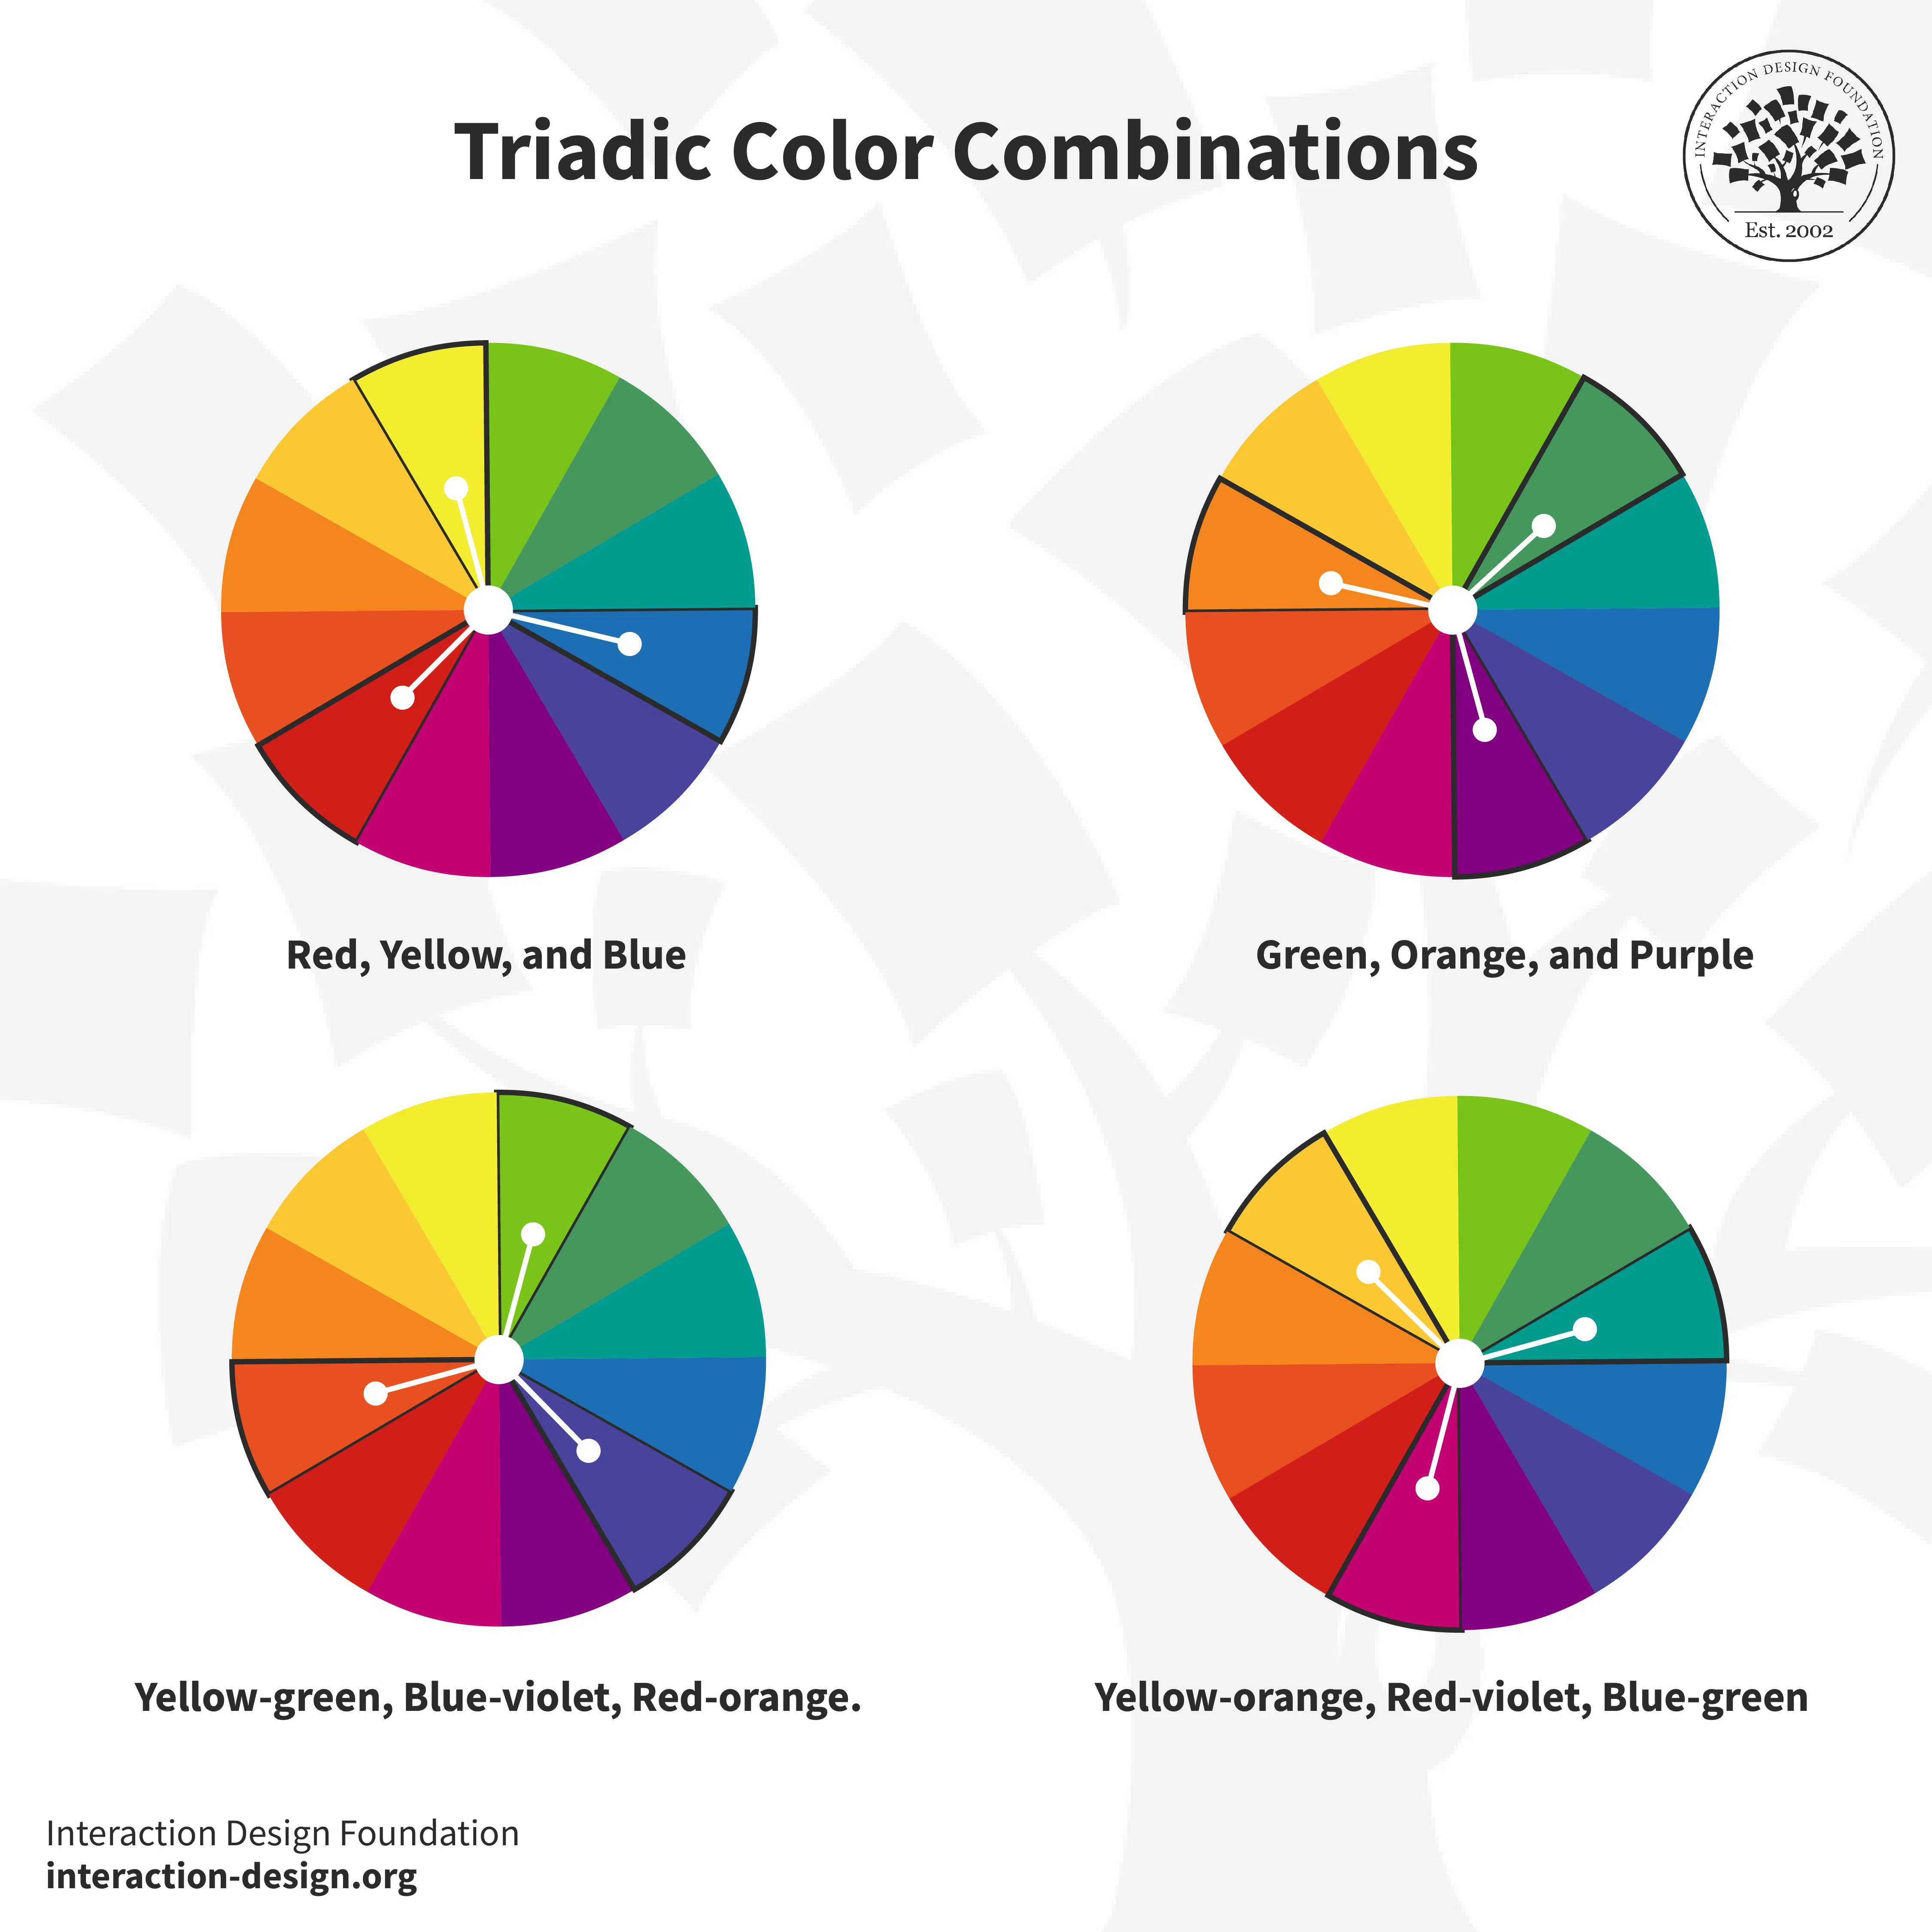 Triadic Color Combinations
INTERACTION DESIGN FOUNDATION
Est. 2002
Red, Yellow, and Blue
Green, Orange, and Purple
Yellow-green, Blue-violet, Red-orange.
Yellow-orange, Red-violet, Blue-green
Interaction Design Foundation
interaction-design.org